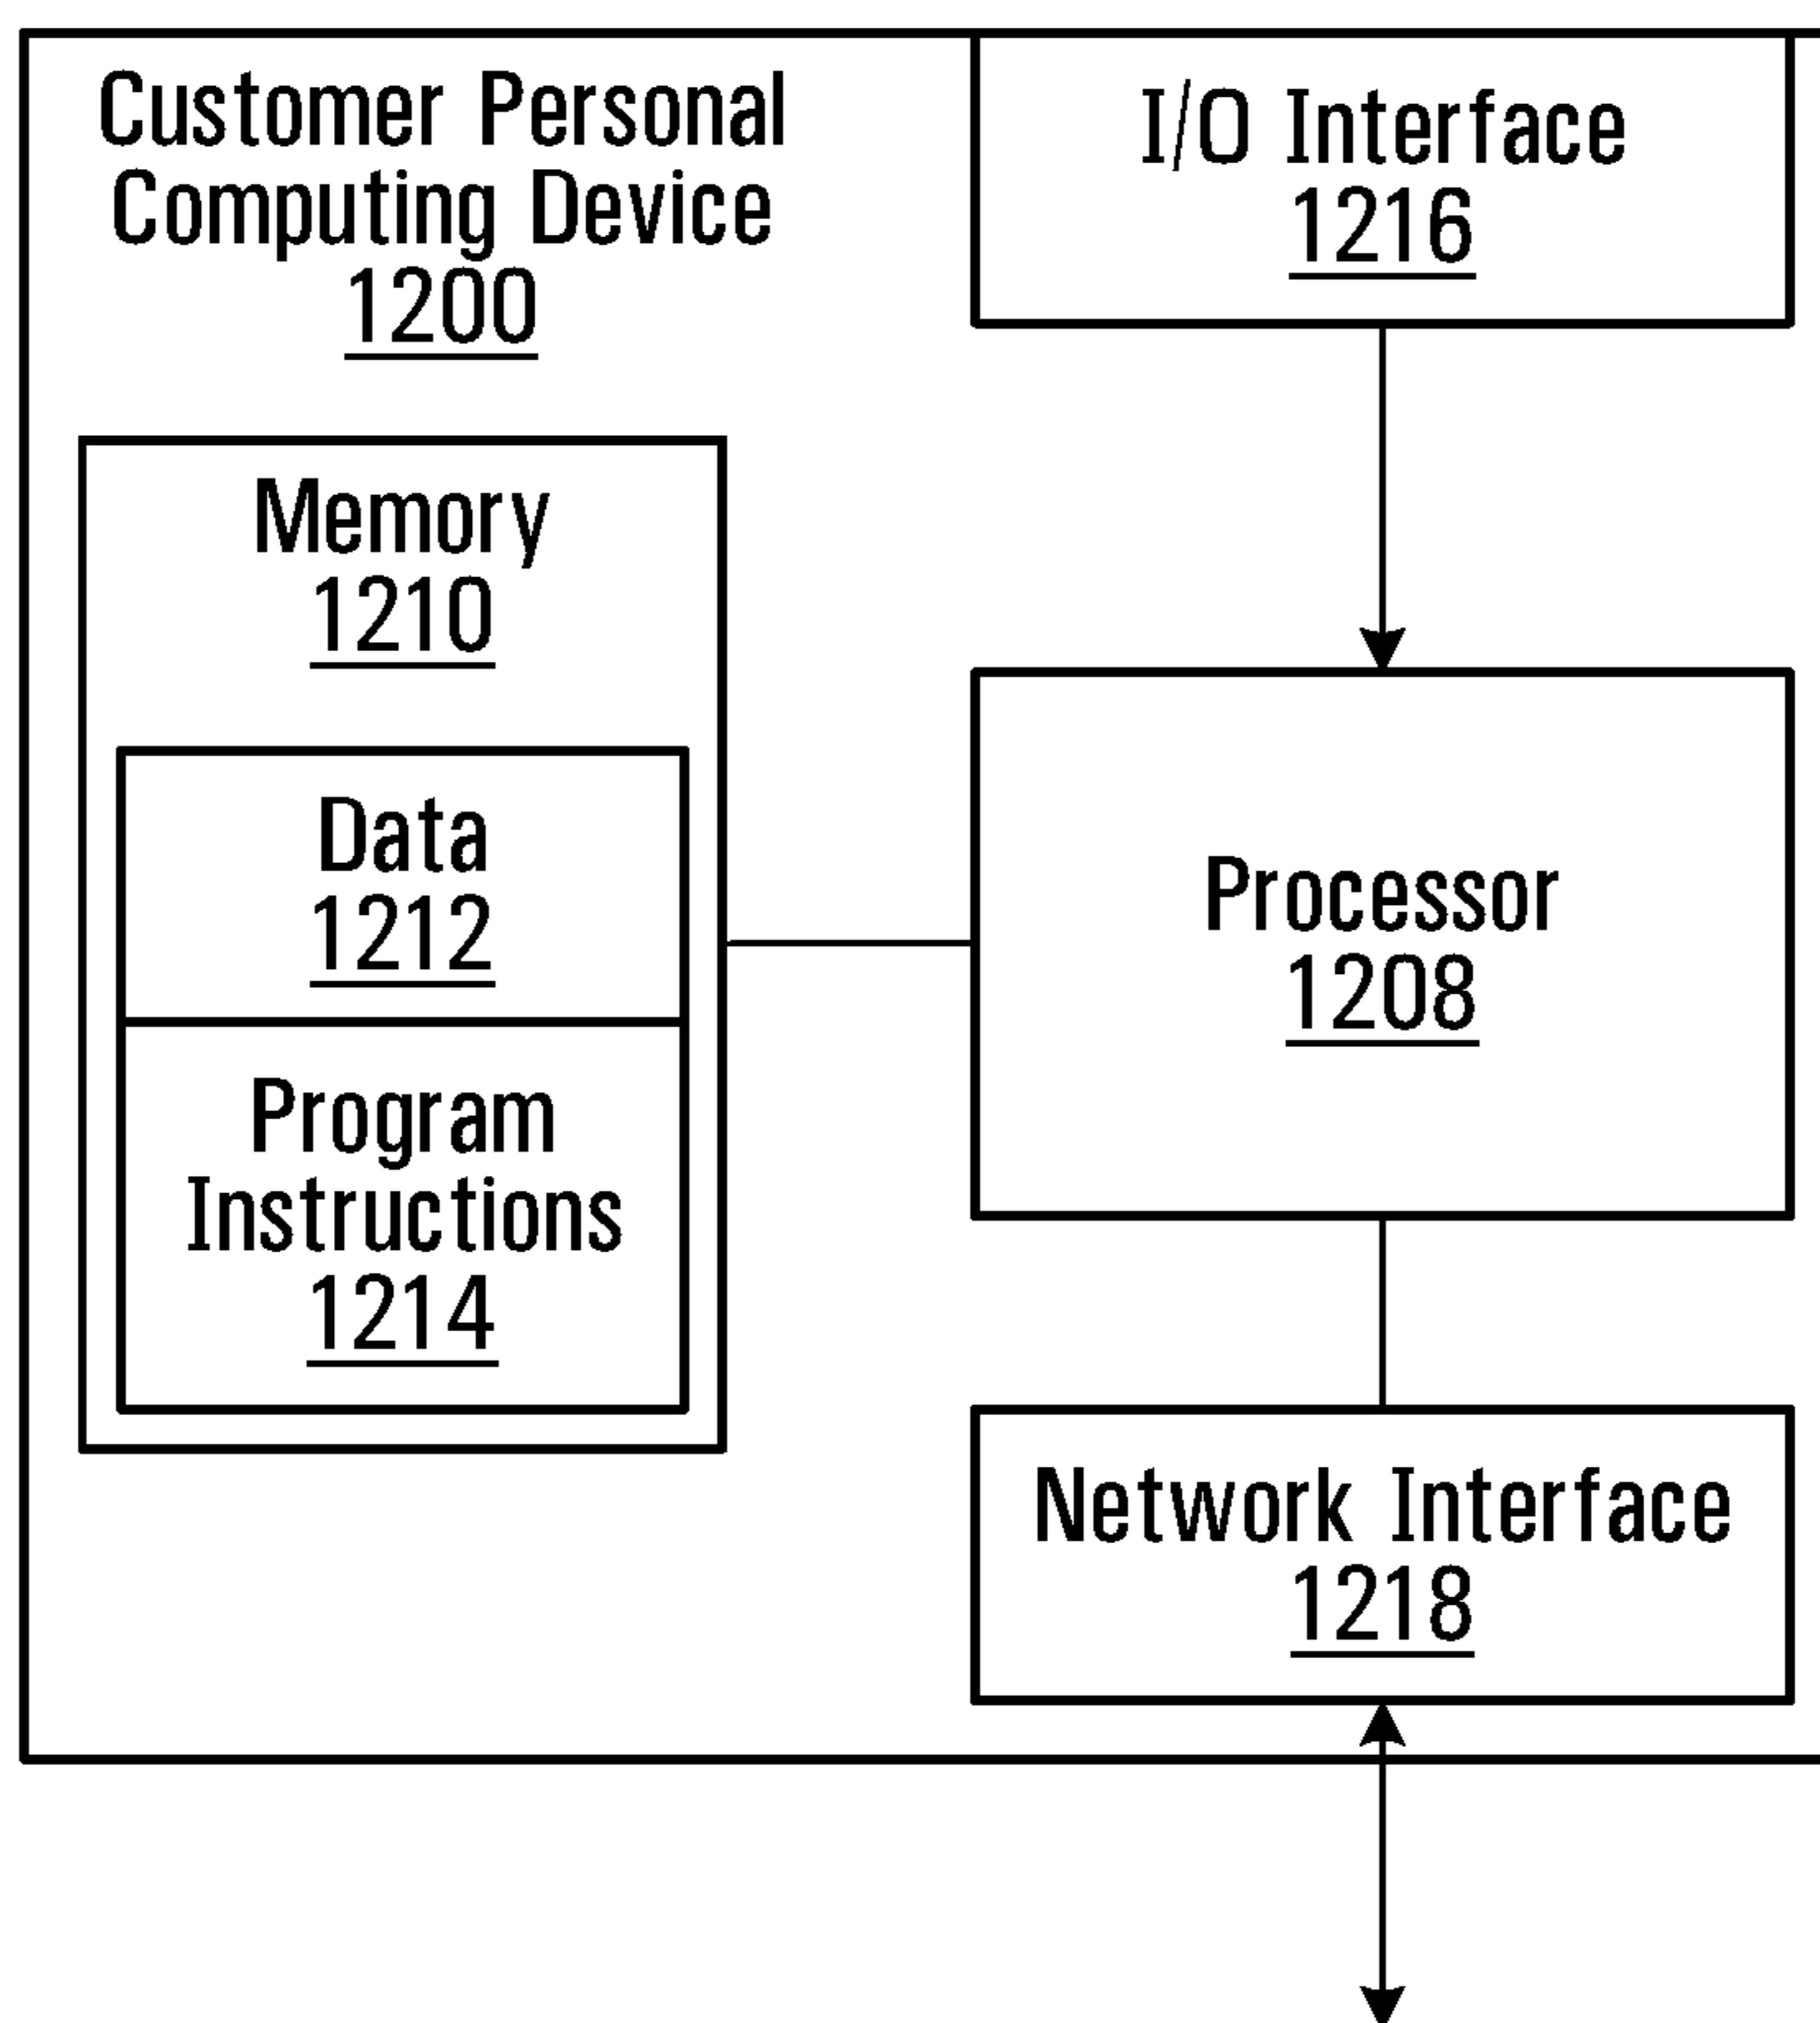 Customer Personal
Computing Device
1200
I/O Interface
1216
Memory
1210
Data
1212
Program
Instructions
1214
Processor
1208
Network Interface
1218